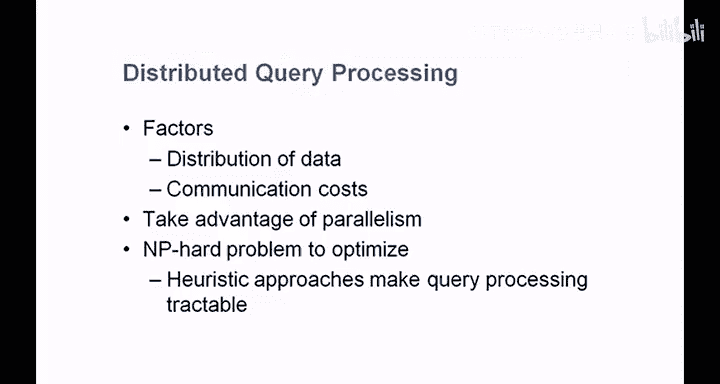 bilibili
Distributed Query Processing
• Factors
– Distribution of data
– Communication costs
• Take advantage of parallelism
• NP-hard problem to optimize
– Heuristic approaches make query processing
tractable